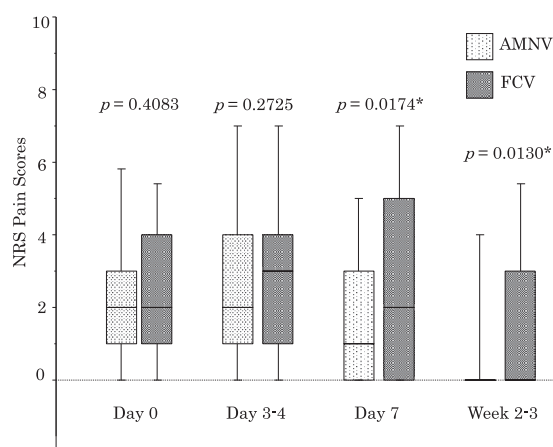 10
AMNV
8
FCV
p = 0.4083
p = 0.2725
p = 0.0174*
6
p = 0.0130*
NRS Pain Scores
4
2
0
Day 0
Day 3-4
Day 7
Week 2-3